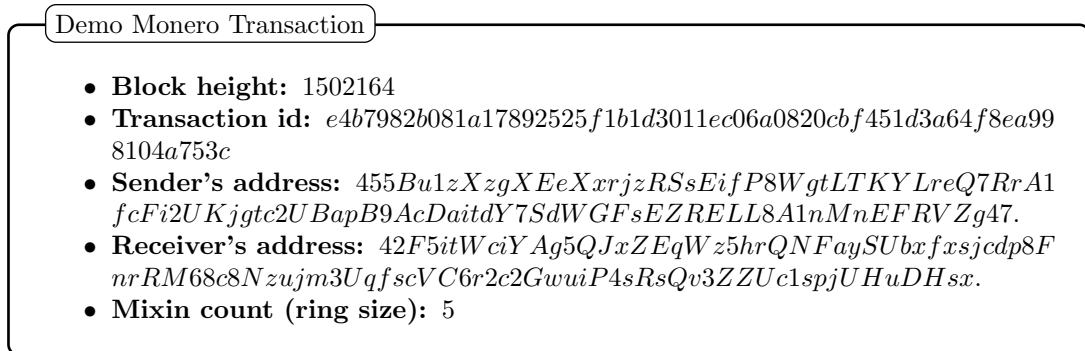 Demo Monero Transaction
• Block height: 1502164
• Transaction id: e4b7982b081a17892525f1b1d3011ec06a0820cbf451d3a64f8ea99
8104a753c
• Sender's address: 455Bu1zXzgXEeXxrjzRSsEifP8WgtLTKYLreQ7RrA1
fcFi2UKjgtc2UBapB9AcDaitdY7SdWGFsEZRELL8A1nMnEFRVZg47.
• Receiver's address: 42F5itWciYAg5QJxZEqWz5hrQNFaySUbxfxsjcdp8F
nrRM68c8Nzujm3UqfscVC6r2c2GwuiP4sRsQv3ZZUc1spjUHuDHsx.
• Mixin count (ring size): 5